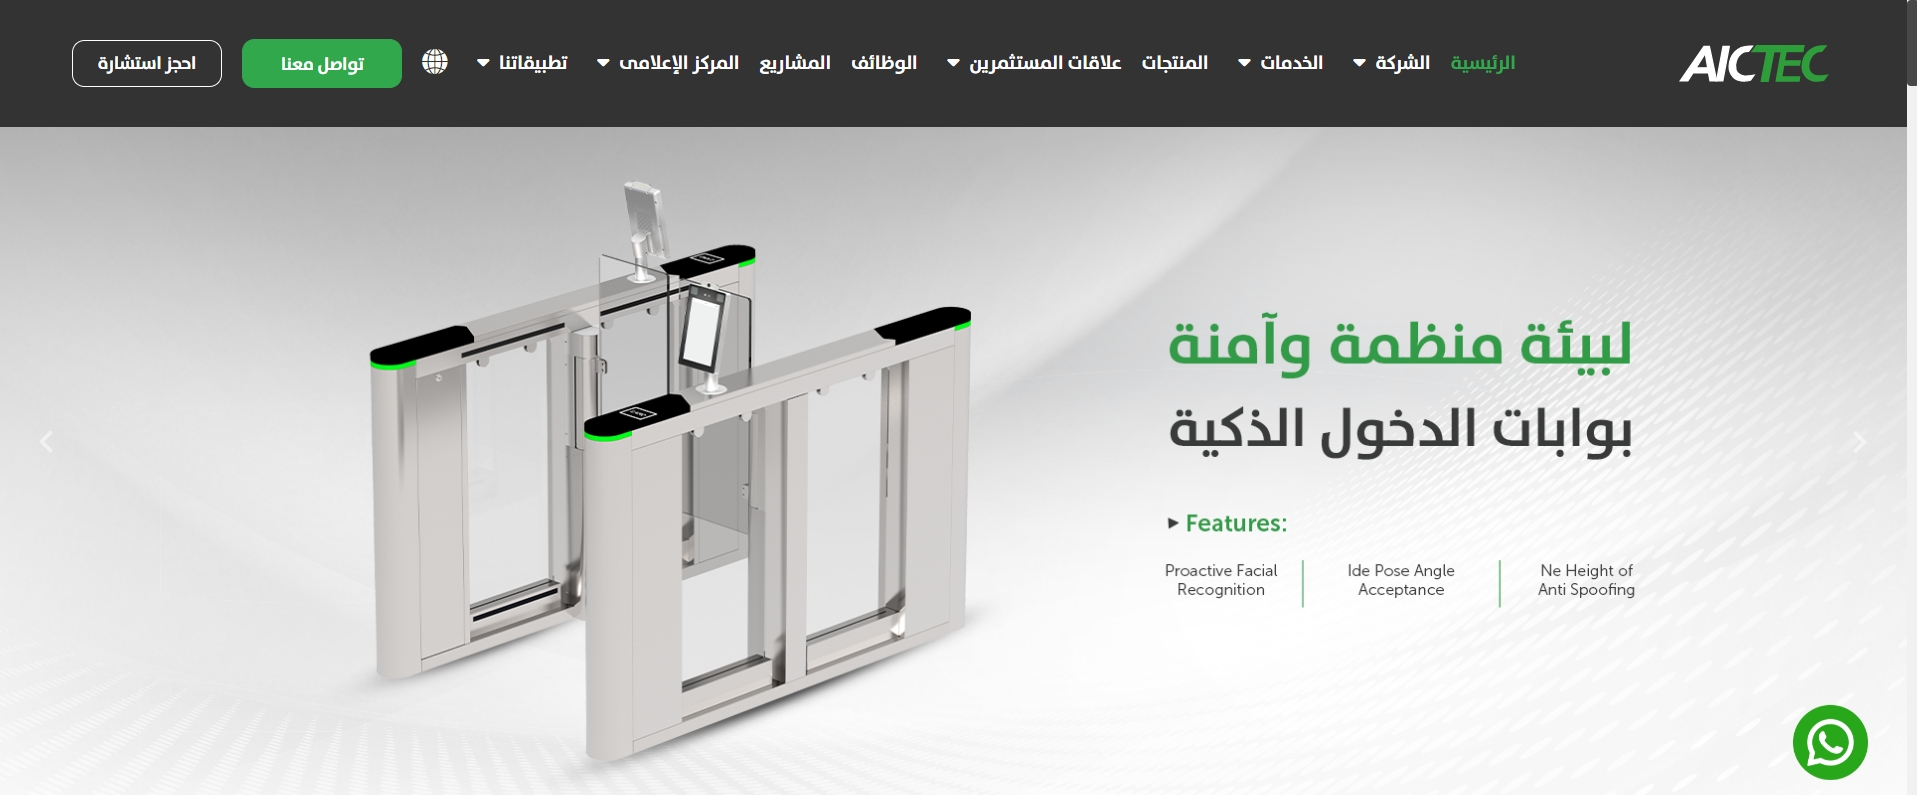 AICTEC
الرئيسية
الشركة
الخدمات
المنتجات
علاقات المستثمرين
الوظائف
المشاريع
المركز الإعلامى
تطبيقاتنا
تواصل معنا
احجز استشارة
لبيئة منظمة وآمنة
بوابات الدخول الذكية
Features:
Proactive Facial
Recognition
Ide Pose Angle
Acceptance
Ne Height of
Anti Spoofing